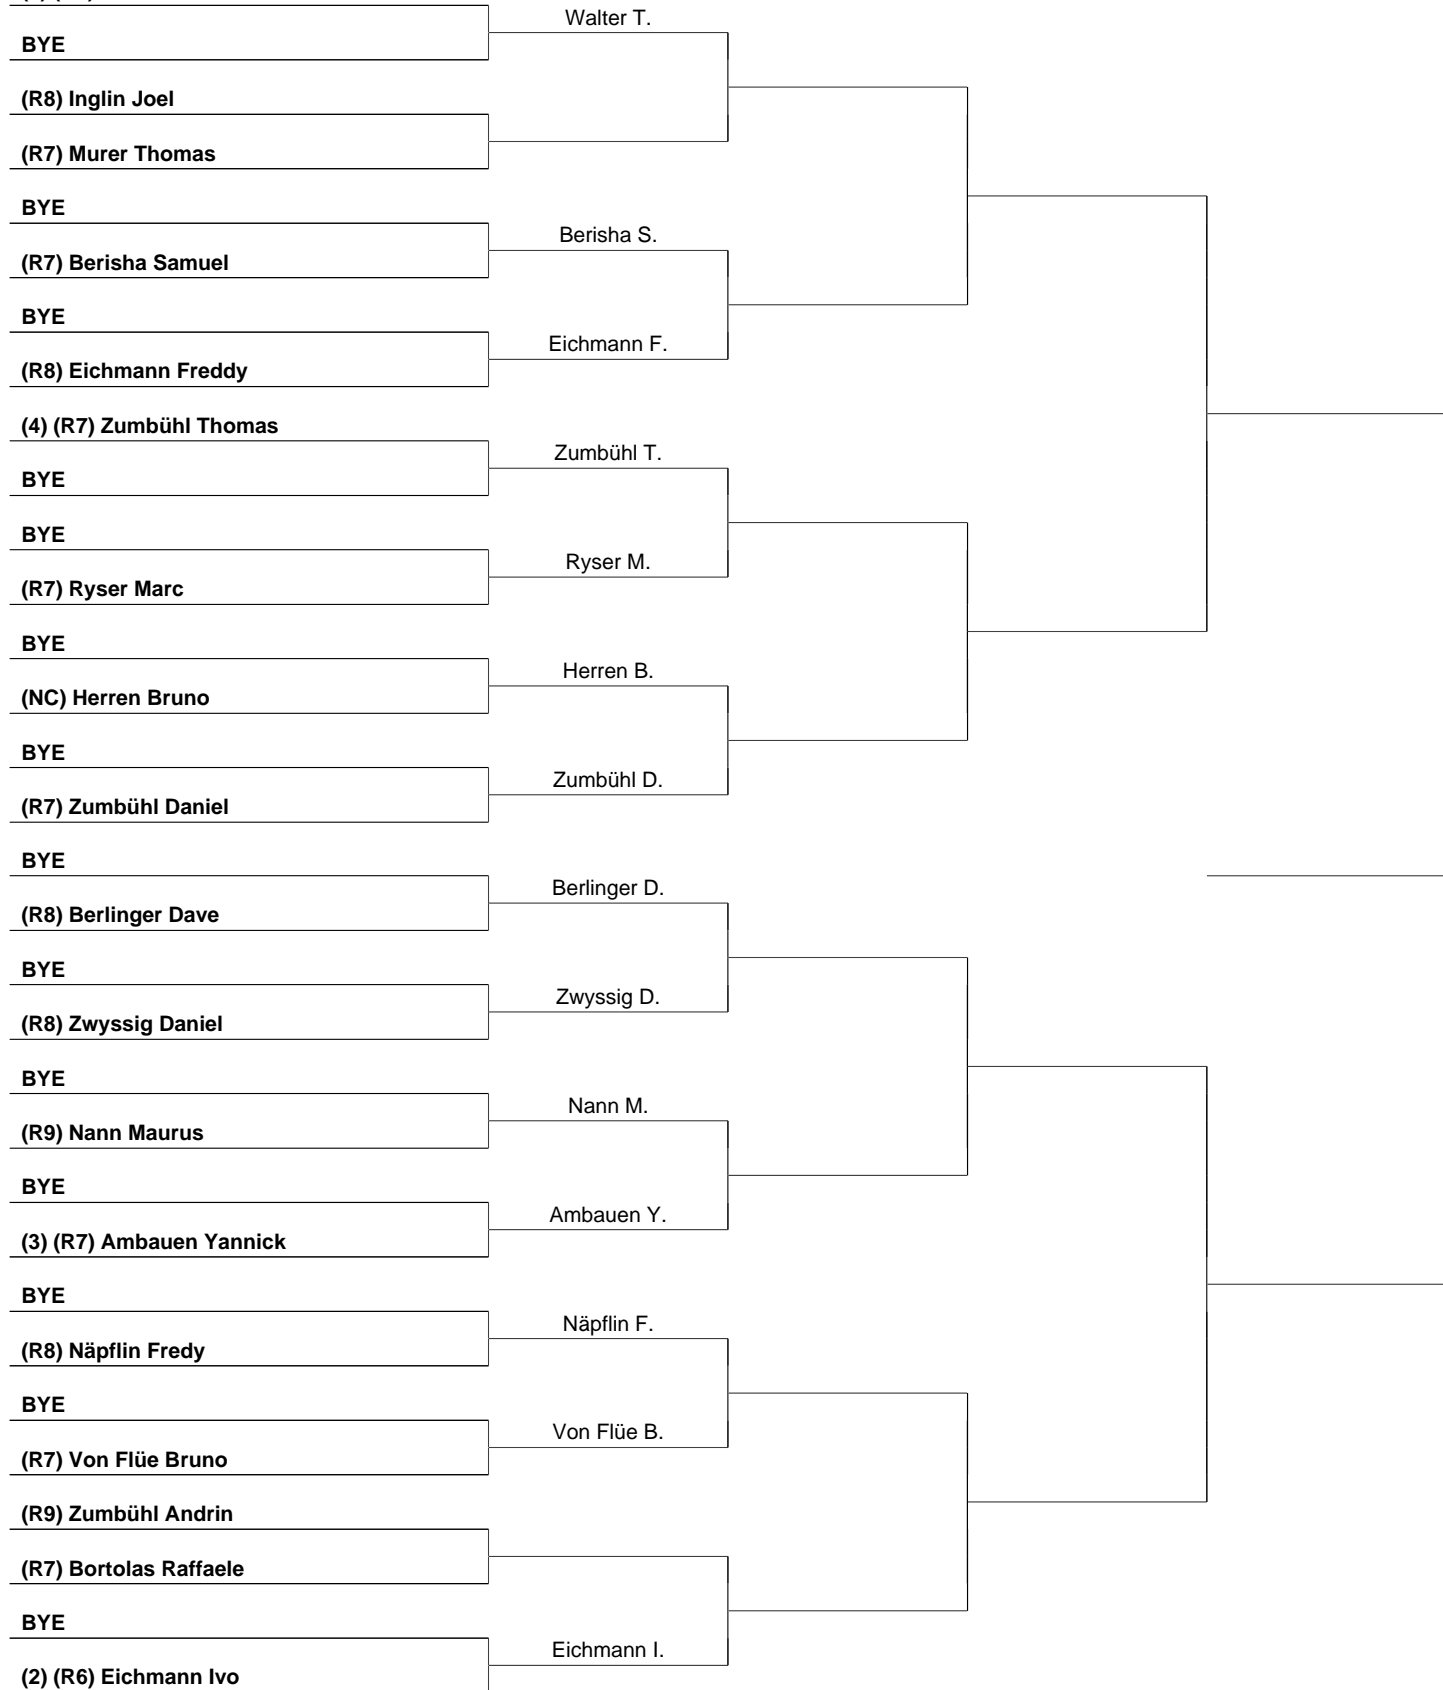 Walter T.
BYE
(R8) Inglin Joel
(R7) Murer Thomas
BYE
Berisha S.
(R7) Berisha Samuel
BYE
Eichmann F.
(R8) Eichmann Freddy
(4) (R7) Zumbühl Thomas
Zumbühl T.
BYE
BYE
Ryser M.
(R7) Ryser Marc
BYE
Herren B.
(NC) Herren Bruno
BYE
Zumbühl D.
(R7) Zumbühl Daniel
BYE
Berlinger D.
(R8) Berlinger Dave
BYE
Zwyssig D.
(R8) Zwyssig Daniel
BYE
Nann M.
(R9) Nann Maurus
BYE
Ambauen Y.
(3) (R7) Ambauen Yannick
BYE
Näpflin F.
(R8) Näpflin Fredy
BYE
Von Flüe B.
(R7) Von Flüe Bruno
(R9) Zumbühl Andrin
(R7) Bortolas Raffaele
BYE
Eichmann I.
(2) (R6) Eichmann Ivo